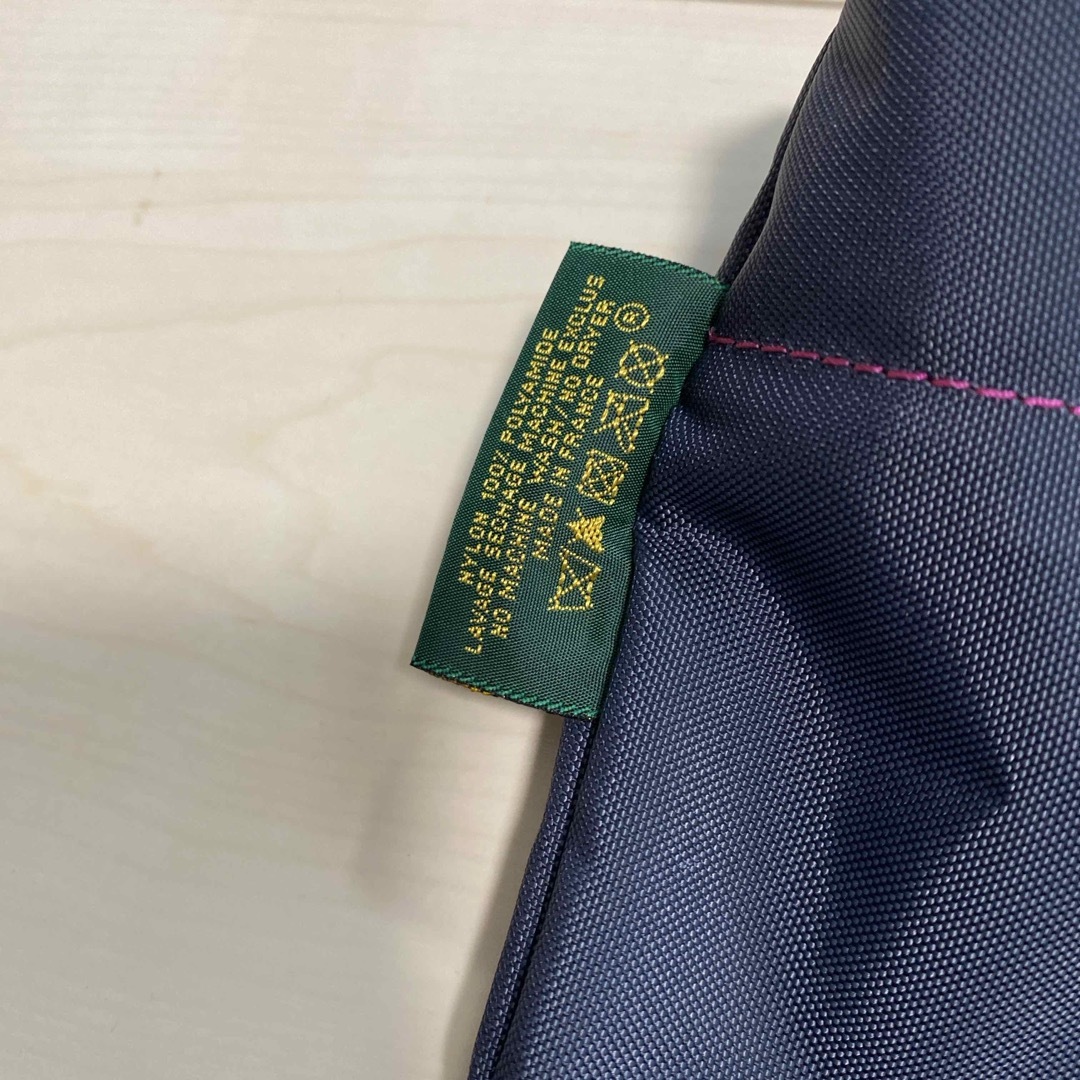 NYLON 100% POLYAMIDE
LAVAGE SECHAGE MACHINE EXCLUS
NO MACHINE WASH/NO DRYER
MADE IN FRANCE ®